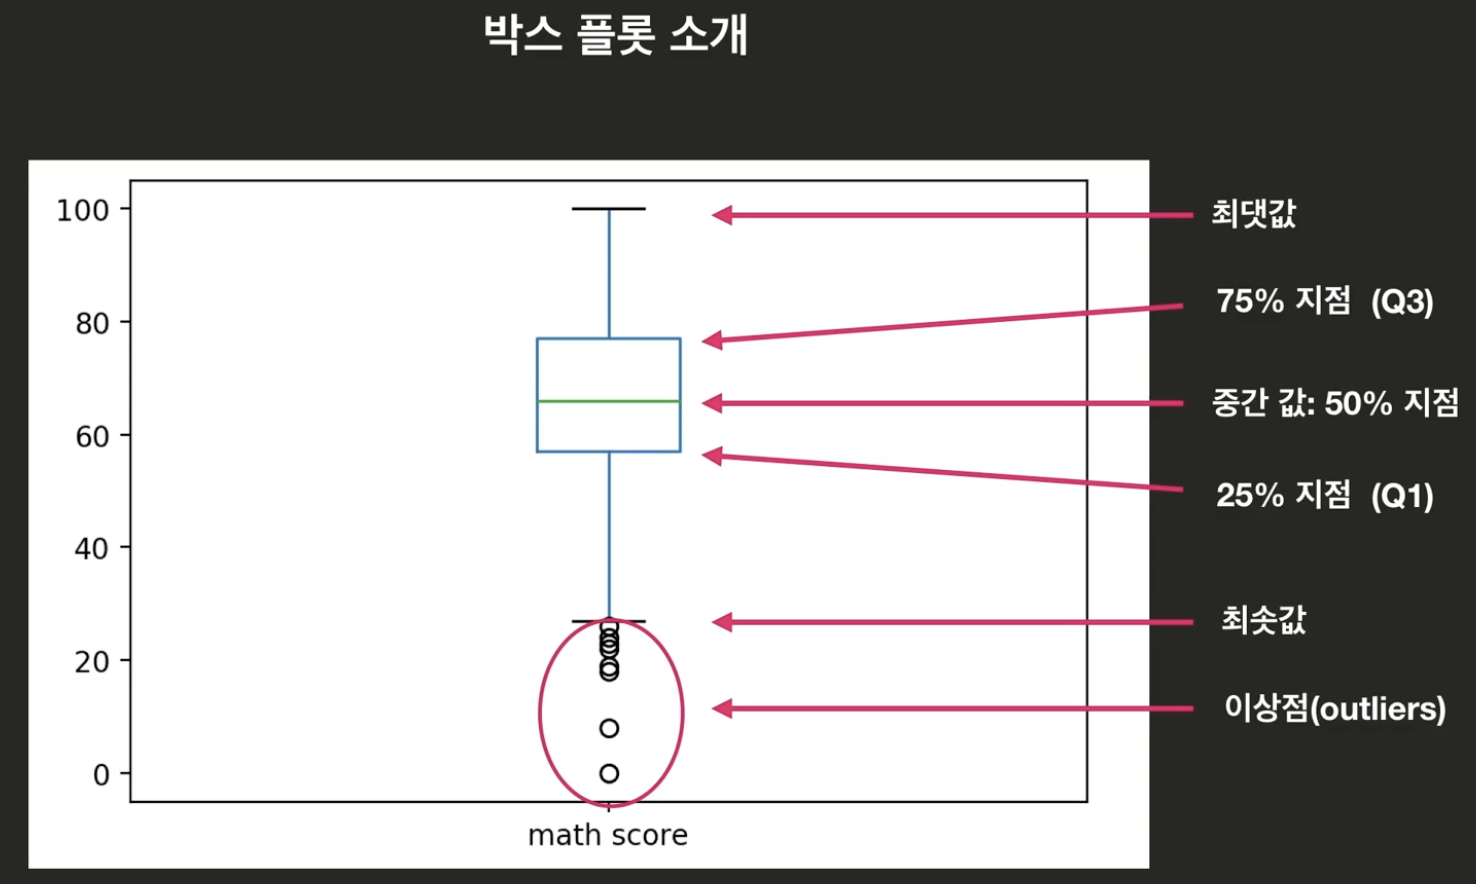 박스 플롯 소개
100
80
60
40
20
0
math score
최댓값
75% 지점 (Q3)
중간 값: 50% 지점
25% 지점 (Q1)
최솟값
이상점(outliers)